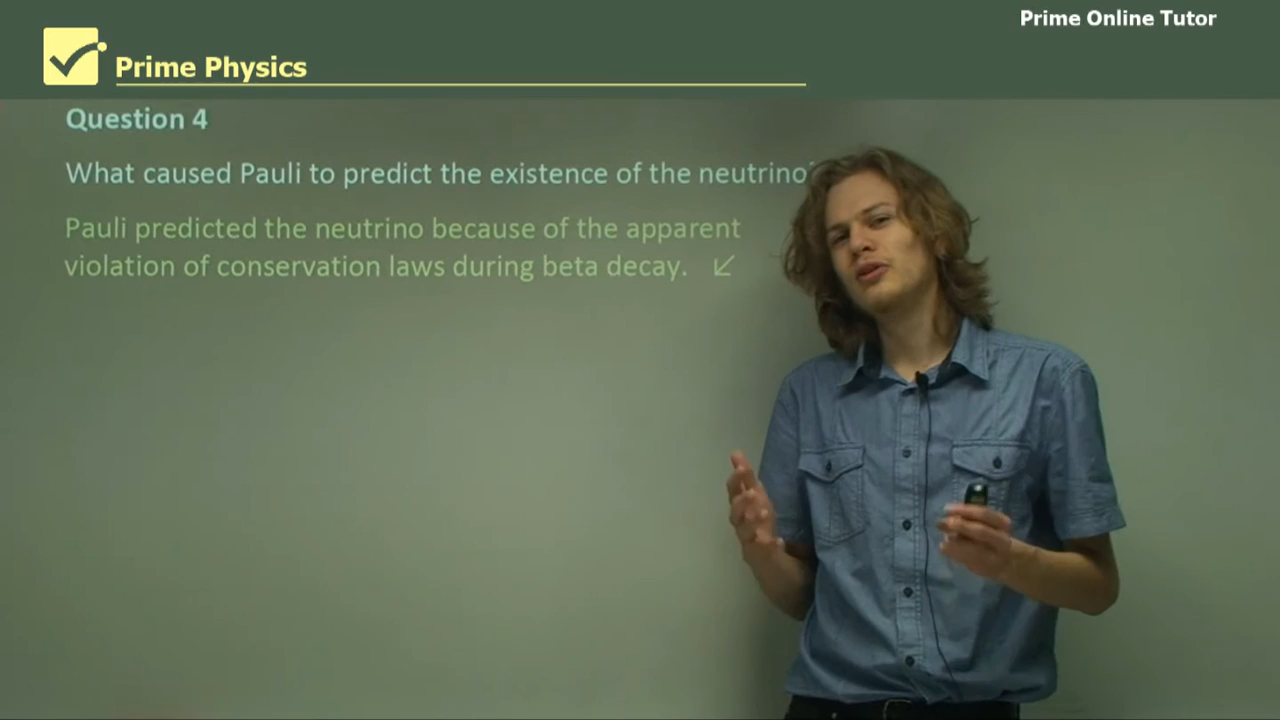 Prime Online Tutor
Prime Physics
Question 4
What caused Pauli to predict the existence of the neutrino
Pauli predicted the neutrino because of the apparent
violation of conservation laws during beta decay.